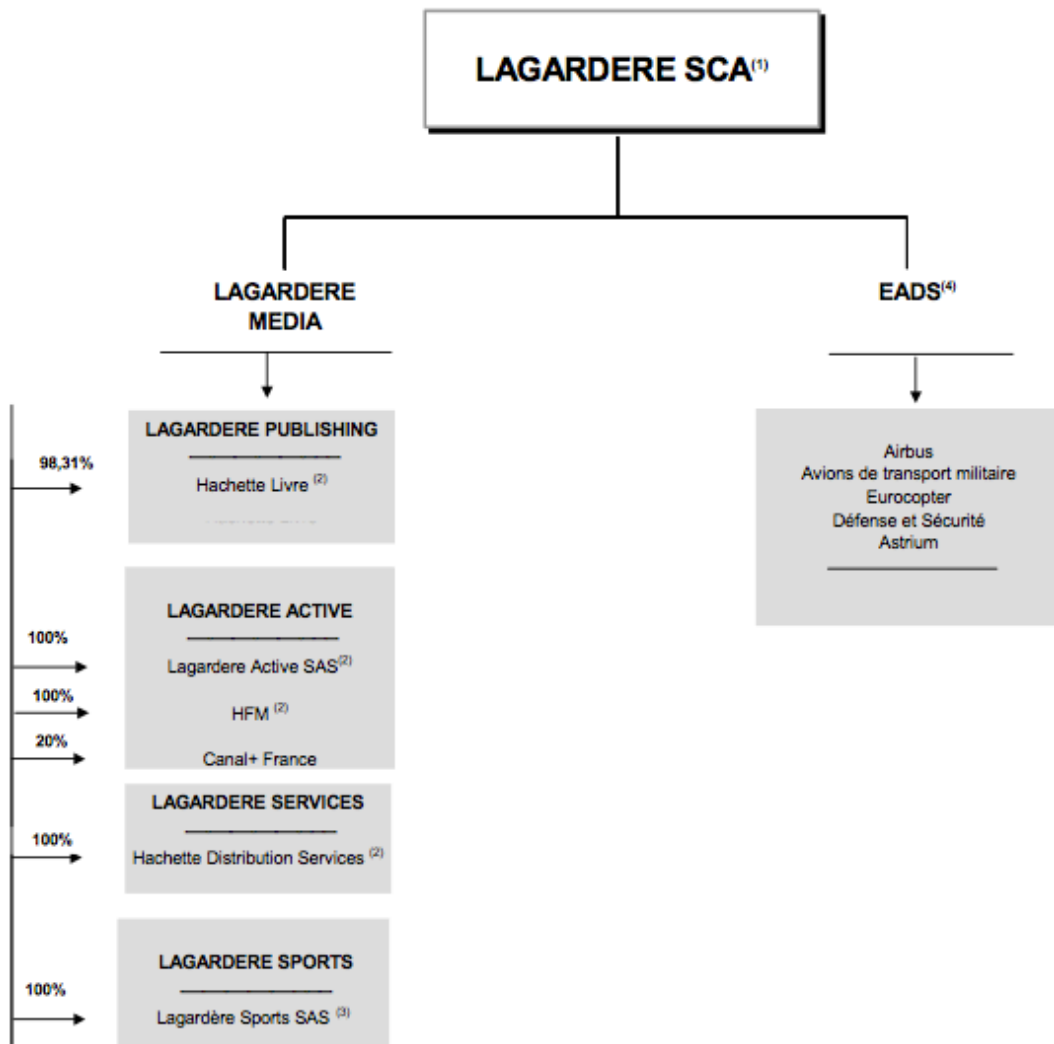 LAGARDERE SCA(1)
LAGARDERE
MEDIA
EADS(4)
LAGARDERE PUBLISHING
98,31%
Hachette Livre (2)
Airbus
Avions de transport militaire
Eurocopter
Défense et Sécurité
Astrium
LAGARDERE ACTIVE
100%
Lagardere Active SAS(2)
100%
HFM (2)
20%
Canal+ France
LAGARDERE SERVICES
100%
Hachette Distribution Services (2)
LAGARDERE SPORTS
100%
Lagardère Sports SAS (3)